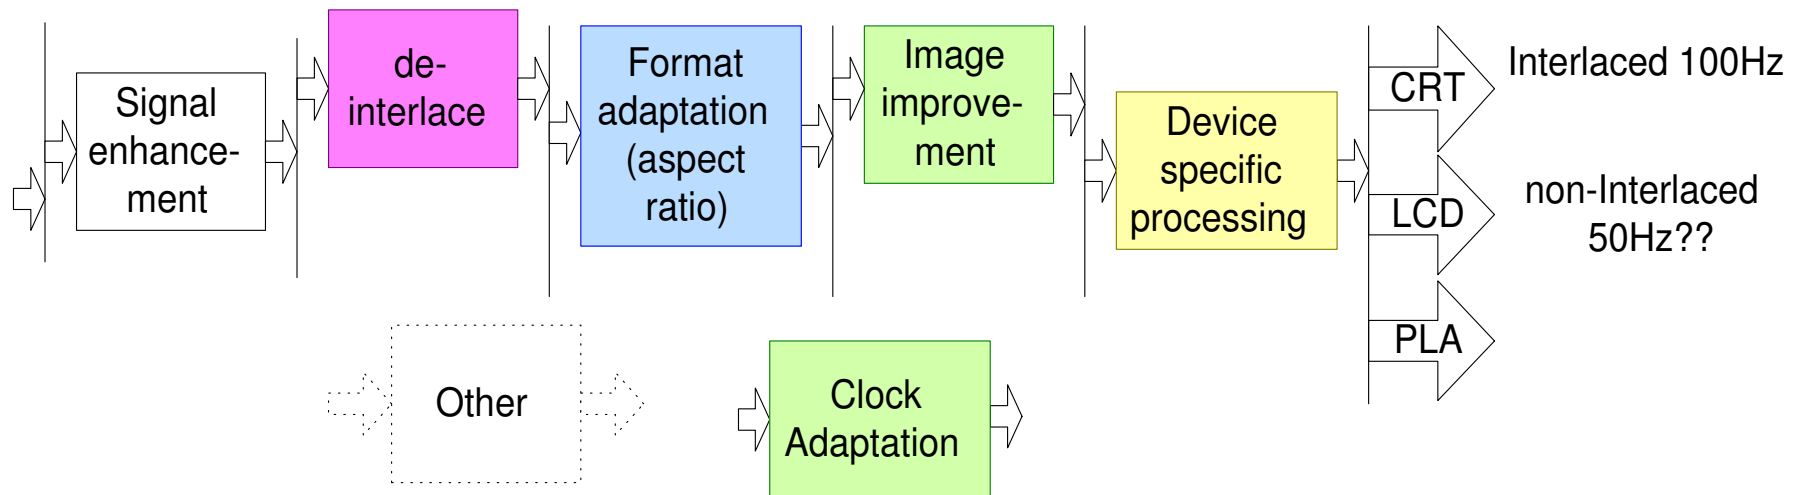 Signal
enhance-
ment
de-
interlace
Format
adaptation
(aspect
ratio)
Image
improve-
ment
Device
specific
processing
CRT
Interlaced 100Hz
LCD
non-Interlaced
50Hz??
PLA
Other
Clock
Adaptation